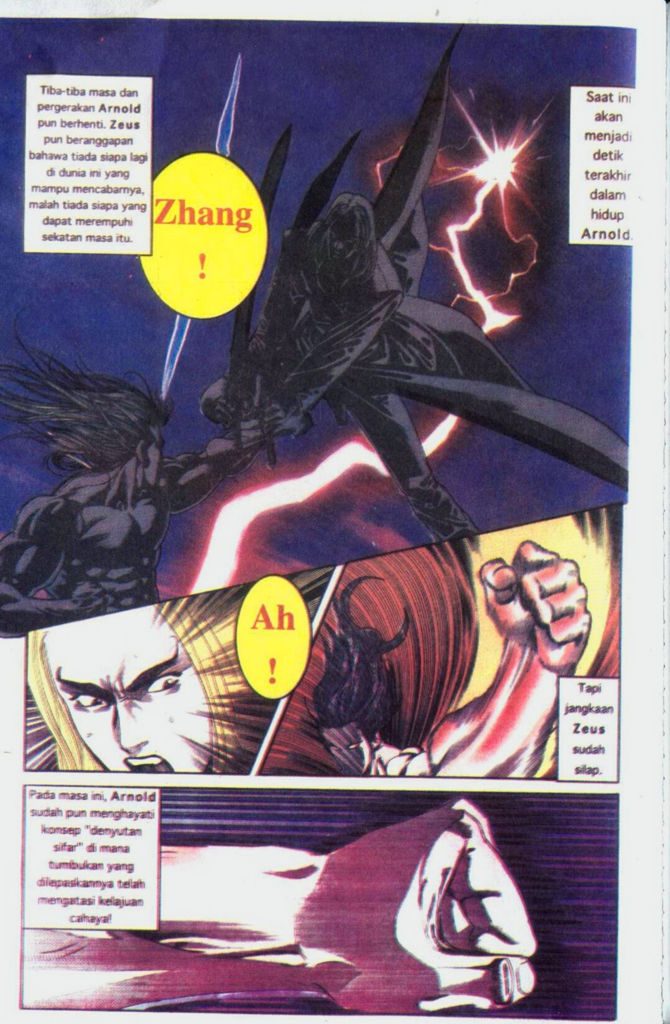 Tiba-tiba masa dan
pergerakan Arnold
pun berhenti. Zeus
pun beranggapan
bahawa tiada siapa lagi
di dunia ini yang
mampu mencabarnya,
malah tiada siapa yang
dapat merempuhi
sekatan masa itu.
Zhang
!
Saat ini
akan
menjadi
detik
terakhir
dalam
hidup
Arnold.
Ah
!
Tapi
jangkaan
Zeus
sudah
silap.
Pada masa ini, Arnold
sudah pun menghayati
konsep "denyutan
sifar" di mana
tumbukan yang
dilepaskannya telah
mengatasi kelajuan
cahaya!